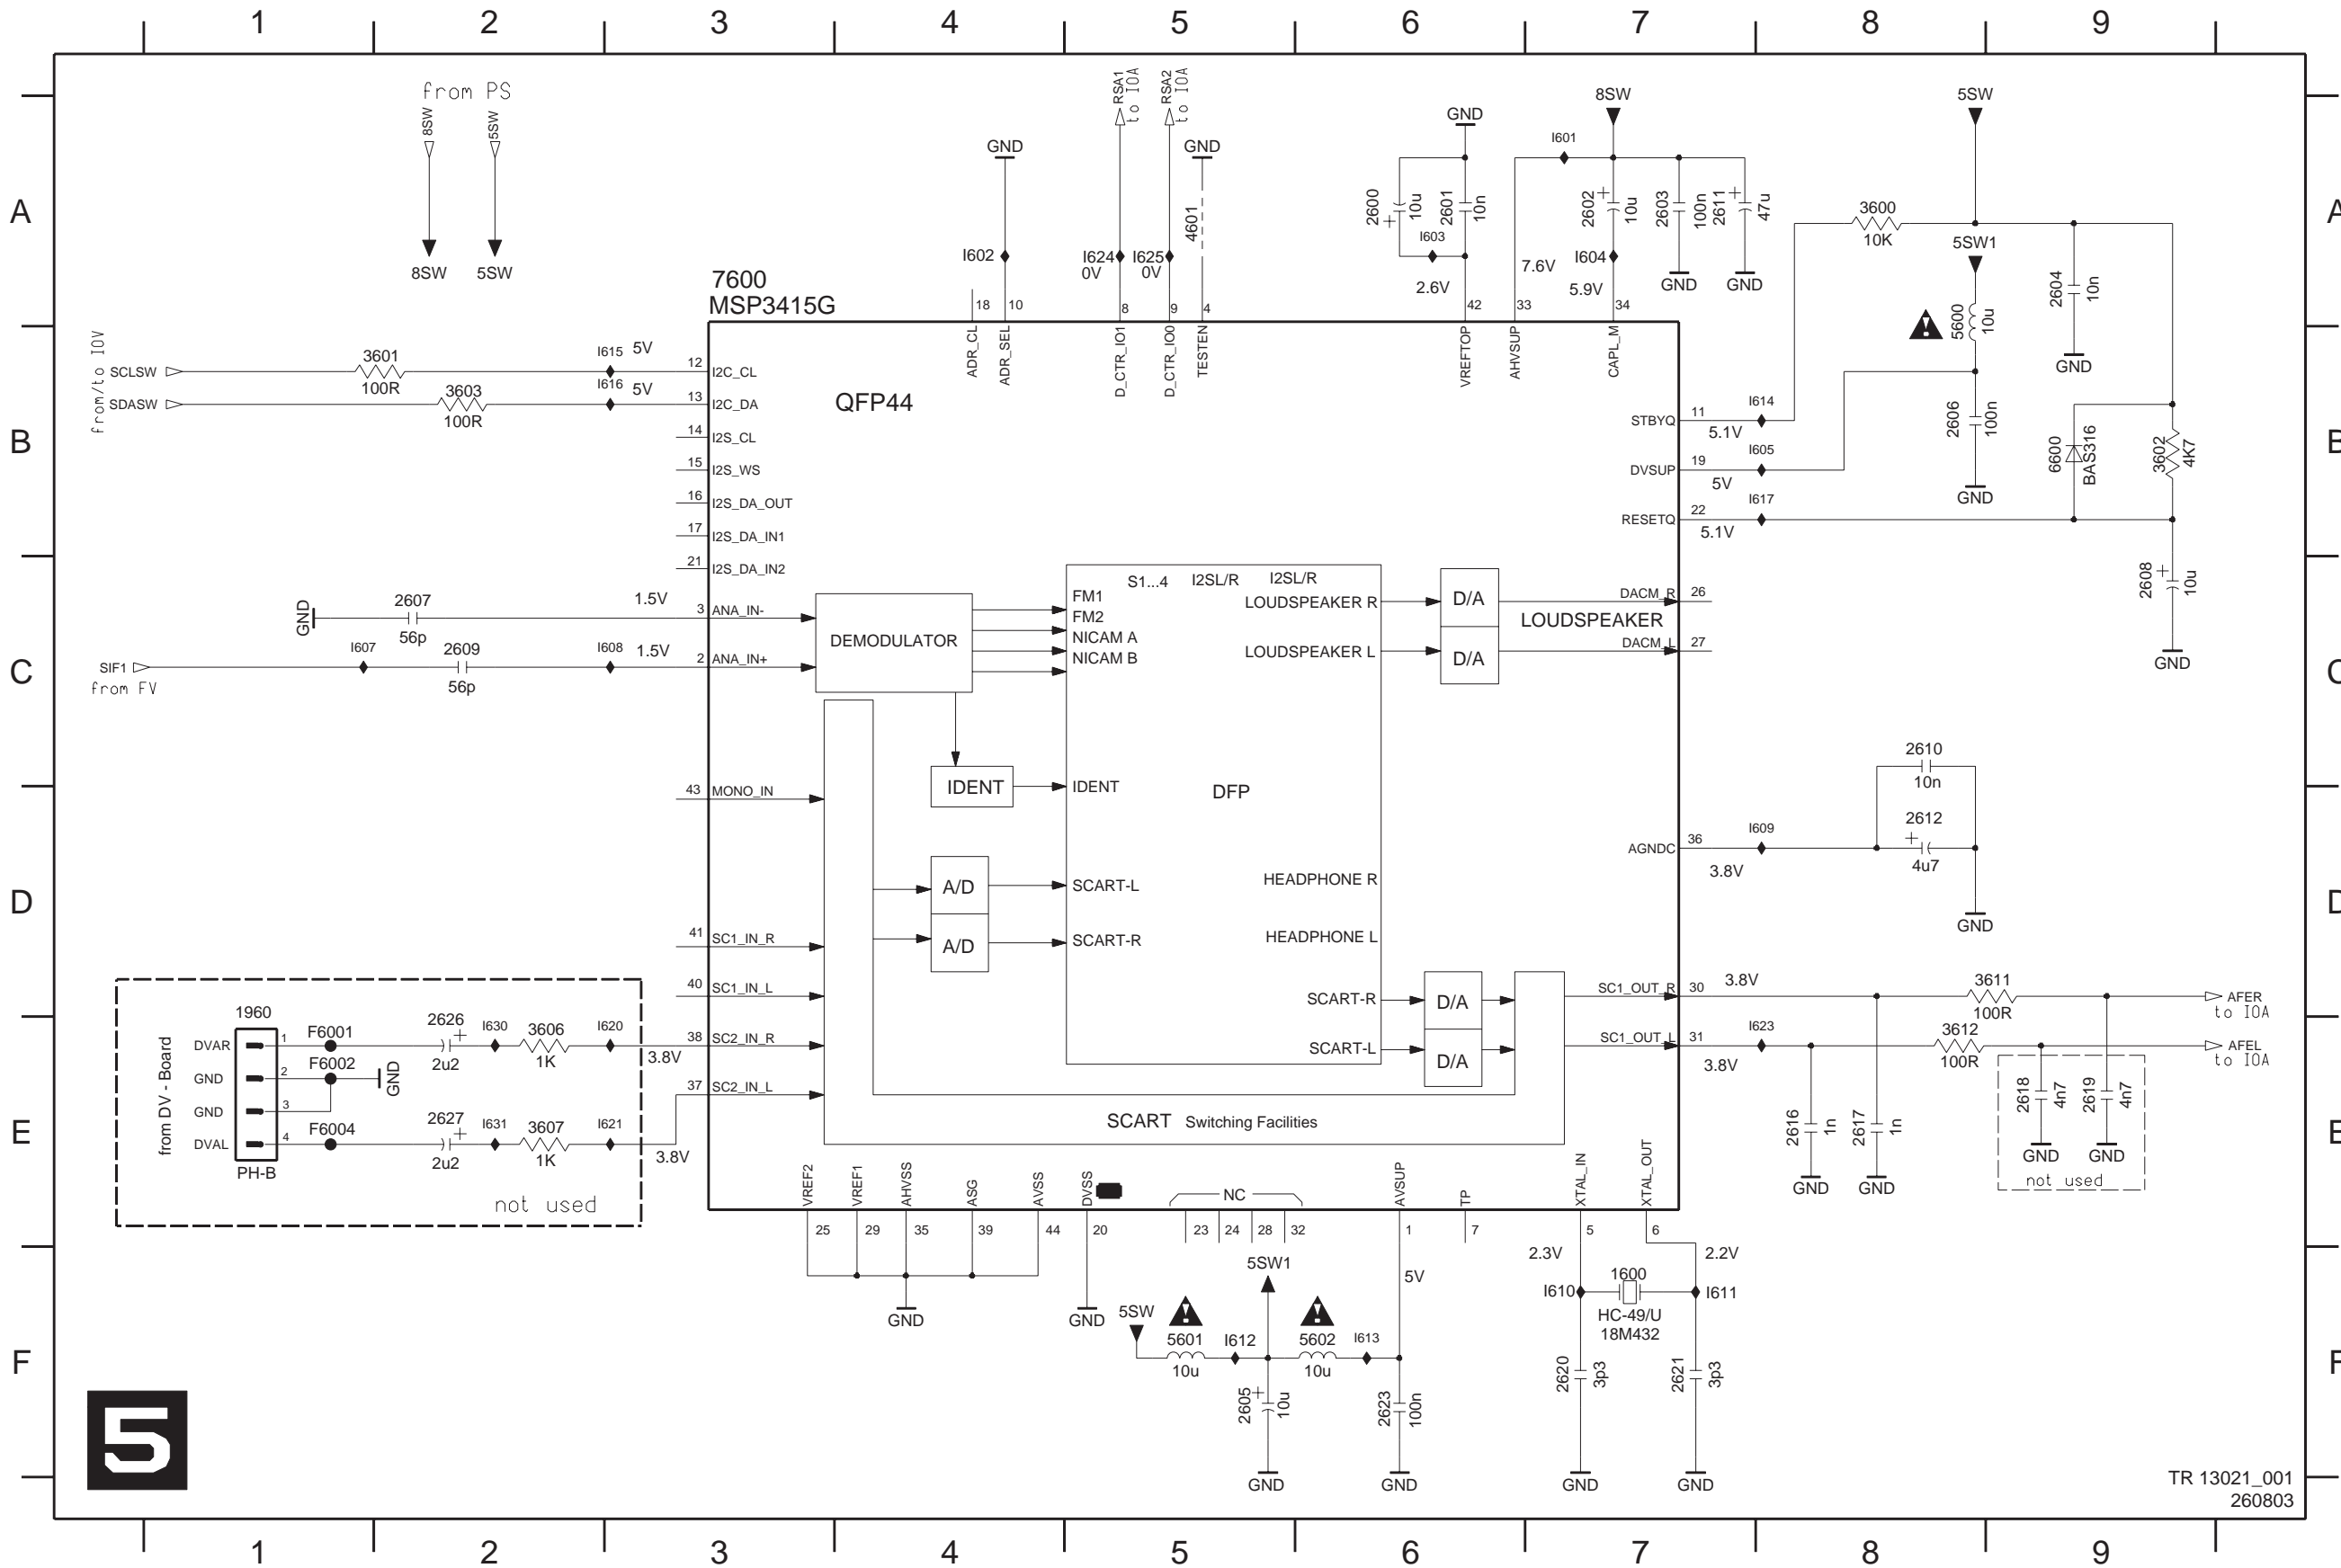 1 2 3 4 5 6 7 8 9
A
B
C
D
E
F
A
B
C
D
E
F
from PS
8SW
5SW
8SW
5SW
RSA1
to IOA
RSA2
to IOA
GND
I602
I624
0V
I625
0V
GND
4601
GND
2600
10u
2601
10n
I603
2.6V
8SW
I601
2602
10u
2603
100n
2611
47u
7.6V
I604
5.9V
GND
GND
5SW
3600
10K
5SW1
2604
10n
GND
5600
10u
2606
100n
GND
6600
BAS316
3602
4K7
2608
10u
GND
7600
MSP3415G
QFP44
18
ADR_CL
10
ADR_SEL
8
D_CTR_IO1
9
D_CTR_IO0
4
TESTEN
42
VREFTOP
33
AHVSUP
34
CAPL_M
from/to IOV
SCLSW
3601
100R
I615
5V
12 I2C_CL
SDASW
3603
100R
I616
5V
13 I2C_DA
14 I2S_CL
15 I2S_WS
16 I2S_DA_OUT
17 I2S_DA_IN1
21 I2S_DA_IN2
STBYQ 11
5.1V
I614
DVSUP 19
5V
I605
RESETQ 22
5.1V
I617
GND
2607
56p
1.5V
3 ANA_IN-
SIF1
from FV
I607
2609
56p
I608
1.5V
2 ANA_IN+
DEMODULATOR
IDENT
FM1
FM2
NICAM A
NICAM B
IDENT
S1...4
I2SL/R
I2SL/R
LOUDSPEAKER R
LOUDSPEAKER L
D/A
D/A
LOUDSPEAKER
DACM_R 26
DACM_L 27
DFP
43 MONO_IN
A/D
A/D
SCART-L
SCART-R
HEADPHONE R
HEADPHONE L
SCART-R
SCART-L
D/A
D/A
AGNDC 36
3.8V
I609
2610
10n
2612
4u7
GND
41 SC1_IN_R
40 SC1_IN_L
38 SC2_IN_R
37 SC2_IN_L
SC1_OUT_R 30
3.8V
3611
100R
AFER
to IOA
SC1_OUT_L 31
3.8V
I623
3612
100R
AFEL
to IOA
SCART Switching Facilities
2616
1n
GND
2617
1n
GND
2618
4n7
GND
2619
4n7
GND
not used
from DV - Board
1960
DVAR
1
F6001
GND
2
F6002
GND
GND
3
DVAL
4
F6004
PH-B
2626
2u2
I630
3606
1K
I620
3.8V
2627
2u2
I631
3607
1K
I621
3.8V
not used
VREF2
25
VREF1
29
AHVSS
35
ASG
39
AVSS
44
DVSS
20
NC
23
24
28
32
AVSUP
1
TP
7
XTAL_IN
5
XTAL_OUT
6
GND
GND
5SW
5601
10u
I612
5SW1
5602
10u
I613
5V
2605
10u
GND
2623
100n
GND
2.3V
2.2V
I610
1600
I611
HC-49/U
18M432
2620
3p3
GND
2621
3p3
GND
5
TR 13021_001
260803
1 2 3 4 5 6 7 8 9